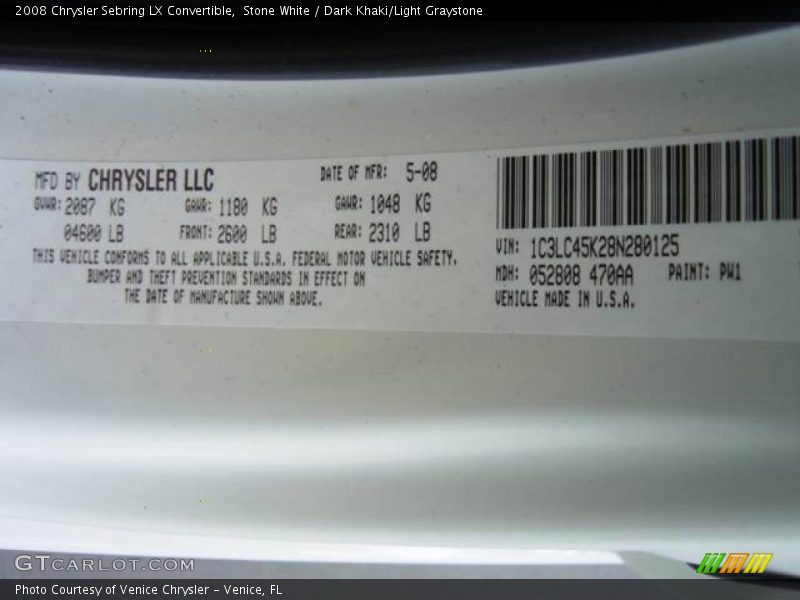 2008 Chrysler Sebring LX Convertible,  Stone White / Dark Khaki/Light Graystone
MFD BY CHRYSLER LLC
DATE OF MFR: 5-08
GVWR: 2087 KG
GAWR: 1180 KG
GAWR: 1048 KG
04600 LB
FRONT: 2600 LB
REAR: 2310 LB
THIS VEHICLE CONFORMS TO ALL APPLICABLE U.S.A. FEDERAL MOTOR VEHICLE SAFETY,
BUMPER AND THEFT PREVENTION STANDARDS IN EFFECT ON
THE DATE OF MANUFACTURE SHOWN ABOVE.
VIN: 1C3LC45K28N280125
MDH: 052808 470AA PAINT: PW1
VEHICLE MADE IN U.S.A.
GTCARLOT.COM
Photo Courtesy of Venice Chrysler - Venice, FL